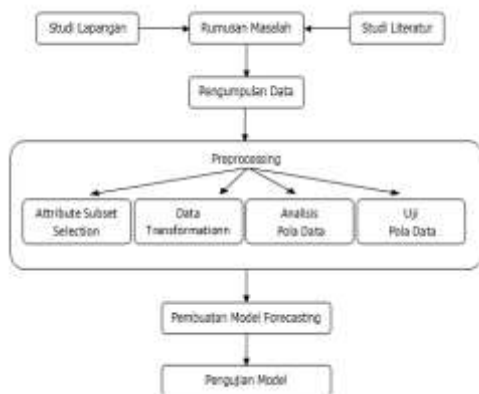 Studi Lapangan
Rumusan Masalah
Studi Literatur
Pengumpulan Data
Preprocessing
Attribute Subset
Selection
Data
Transformationn
Analisis
Pola Data
Uji
Pola Data
Pembuatan Model Forecasting
Pengujian Model